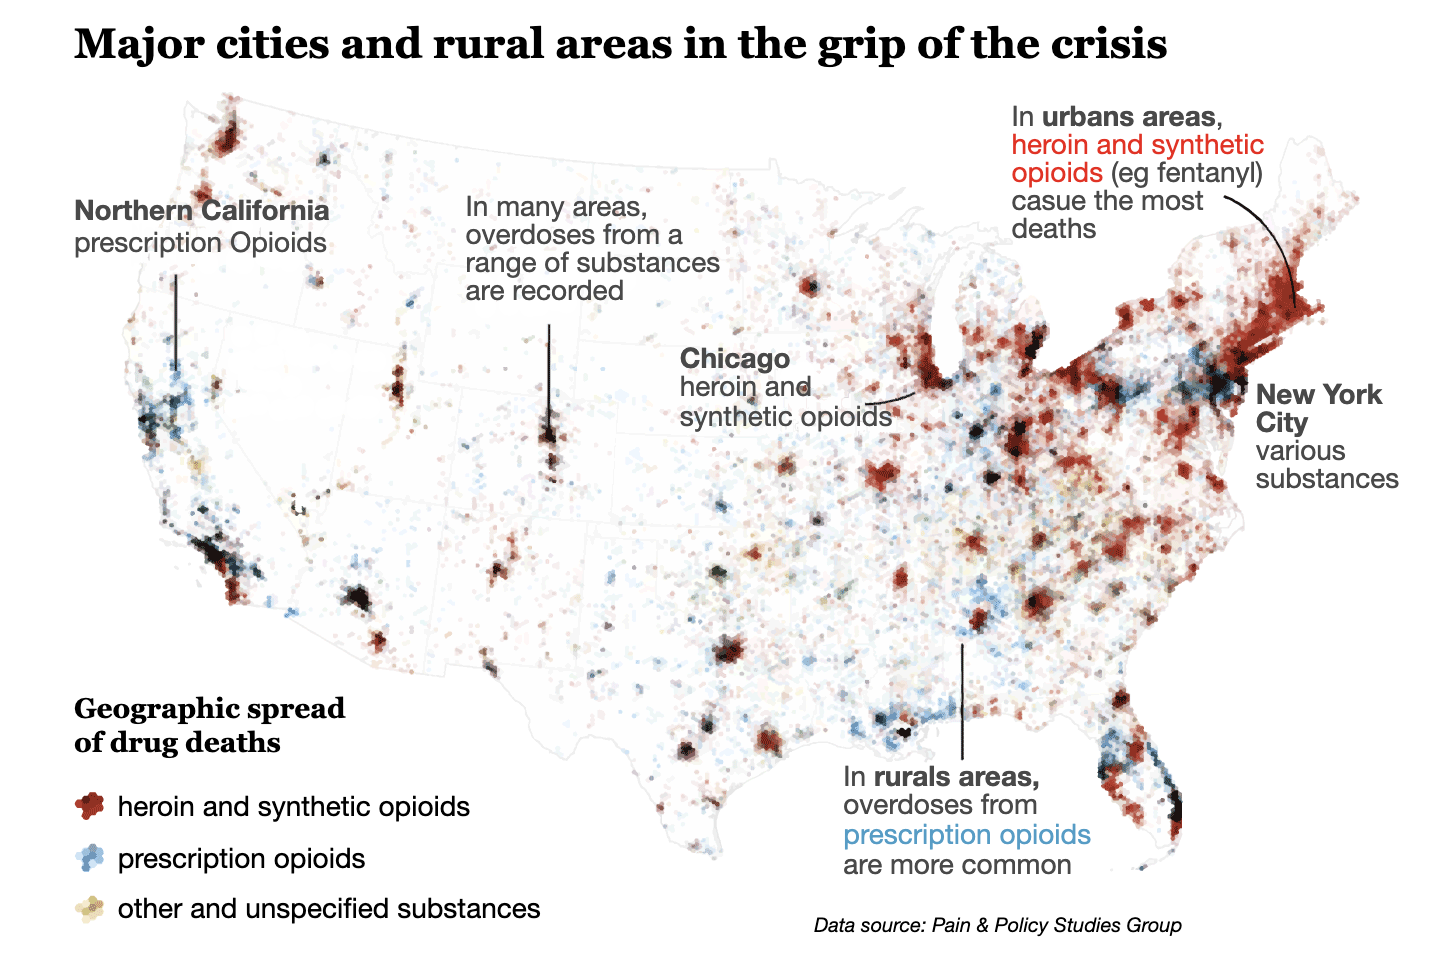 Major cities and rural areas in the grip of the crisis
In urbans areas,
heroin and synthetic
opioids (eg fentanyl)
casue the most
deaths
Northern California
prescription Opioids
In many areas,
overdoses from a
range of substances
are recorded
Chicago
heroin and
synthetic opioids
New York
City
various
substances
Geographic spread
of drug deaths
heroin and synthetic opioids
prescription opioids
other and unspecified substances
In rurals areas,
overdoses from
prescription opioids
are more common
Data source: Pain & Policy Studies Group